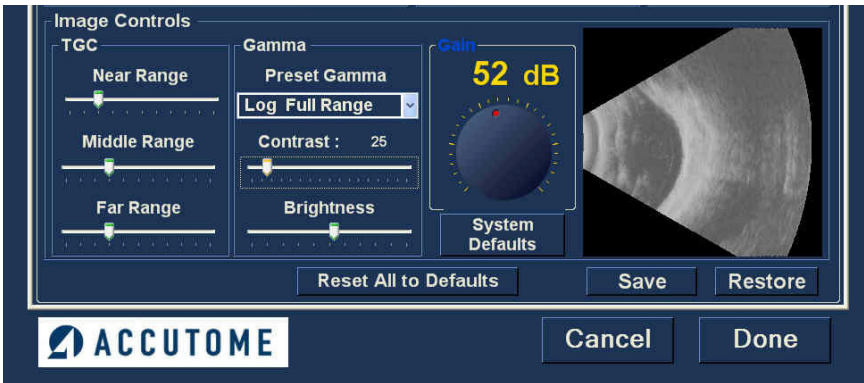 Image Controls
TGC
Near Range
Middle Range
Far Range
Gamma
Preset Gamma
Log Full Range
Contrast : 25
Brightness
Gain
52 dB
System
Defaults
Reset All to Defaults
Save
Restore
ACCUTOME
Cancel
Done